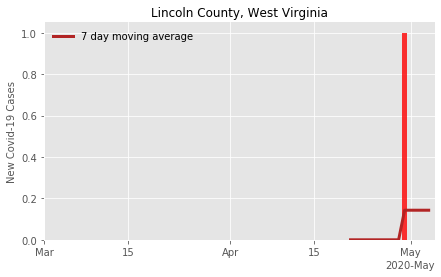 Lincoln County, West Virginia
7 day moving average
New Covid-19 Cases
1.0
0.8
0.6
0.4
0.2
0.0
Mar
15
Apr
15
May
2020-May